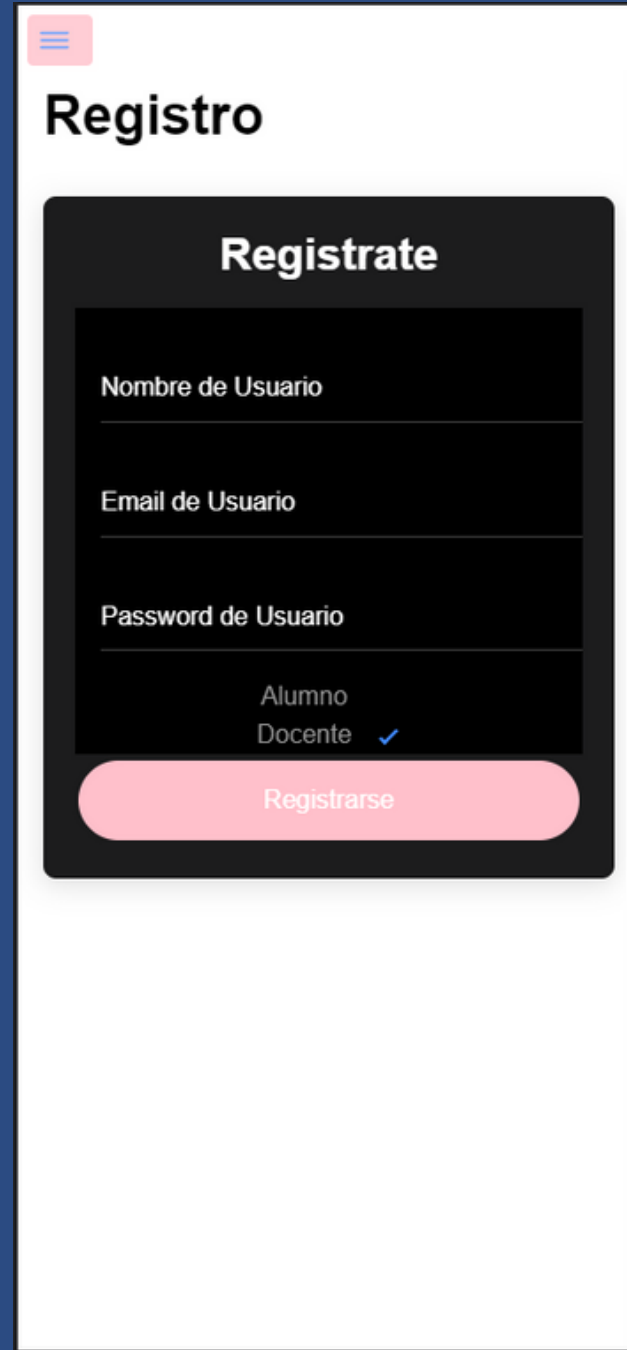 Registro
Registrate
Nombre de Usuario
Email de Usuario
Password de Usuario
Alumno
Docente
Registrarse